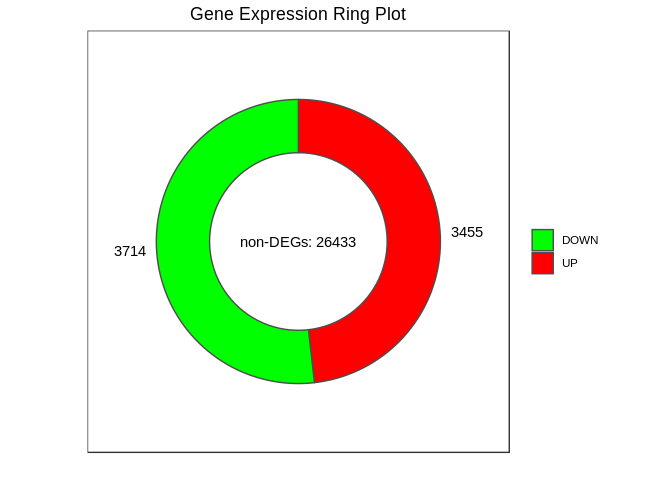 Gene Expression Ring Plot
3455
non-DEGs: 26433
3714
DOWN
UP